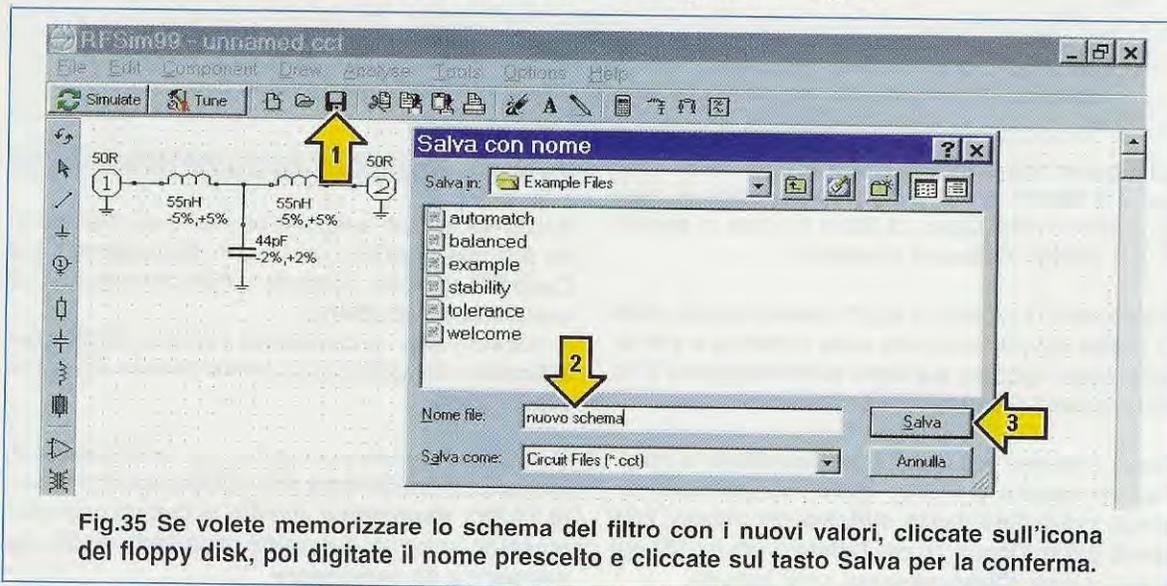 RFSim99 - unnamed.cct
File Edit Component Draw Analyse Tools Options Help
Simulate Tune A
1
50R
1
55nH
-5%,+5%
55nH
-5%,+5%
50R
2
44pF
-2%,+2%
1
Salva con nome
Salva in: Example Files
automatch
balanced
example
stability
tolerance
welcome
2
Nome file: nuovo schema Salva
3
Salva come: Circuit Files (*.cct) Annulla
Fig.35 Se volete memorizzare lo schema del filtro con i nuovi valori, cliccate sull'icona
del floppy disk, poi digitate il nome prescelto e cliccate sul tasto Salva per la conferma.